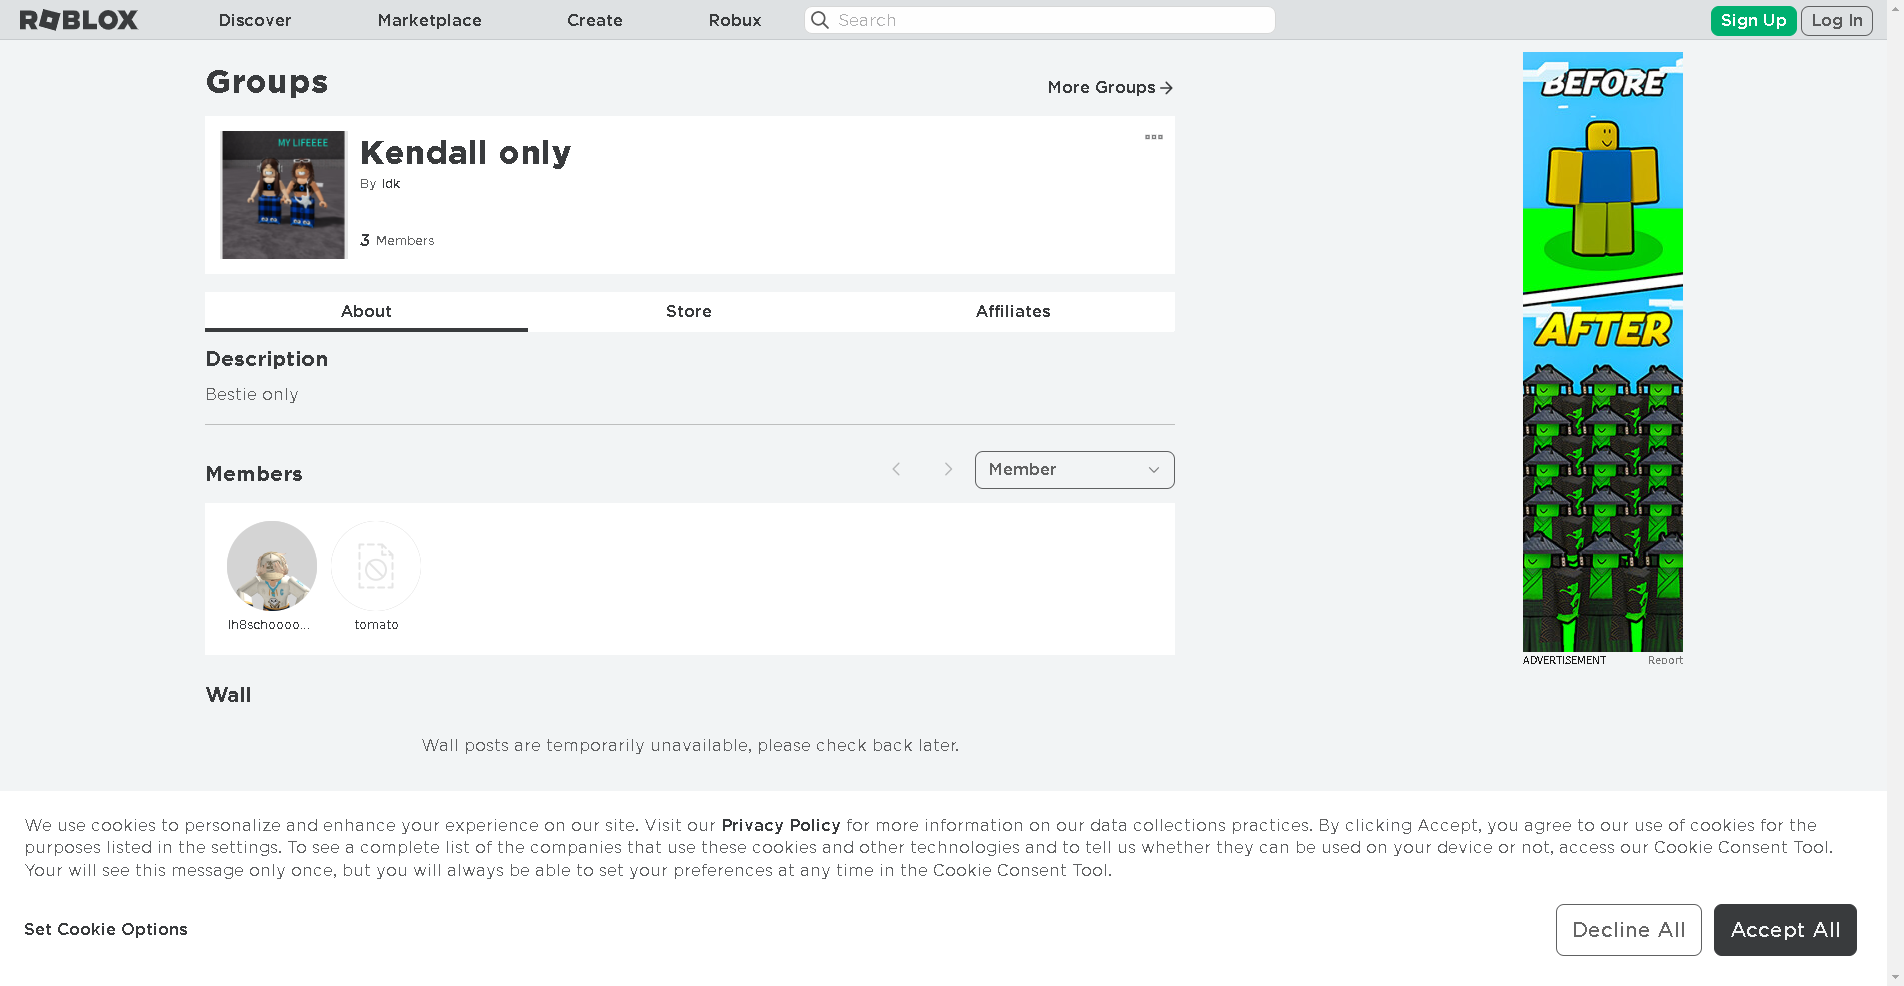 ROBLOX
Discover
Marketplace
Create
Robux
Search
Sign Up
Log In
Groups
More Groups
MY LIFEEEE
Kendall only
By Idk
3 Members
About
Store
Affiliates
Description
Bestie only
Members
Member
Ih8schoooo...
tomato
Wall
Wall posts are temporarily unavailable, please check back later.
BEFORE
AFTER
ADVERTISEMENT
Report
We use cookies to personalize and enhance your experience on our site. Visit our Privacy Policy for more information on our data collections practices. By clicking Accept, you agree to our use of cookies for the
purposes listed in the settings. To see a complete list of the companies that use these cookies and other technologies and to tell us whether they can be used on your device or not, access our Cookie Consent Tool.
Your will see this message only once, but you will always be able to set your preferences at any time in the Cookie Consent Tool.
Set Cookie Options
Decline All
Accept All